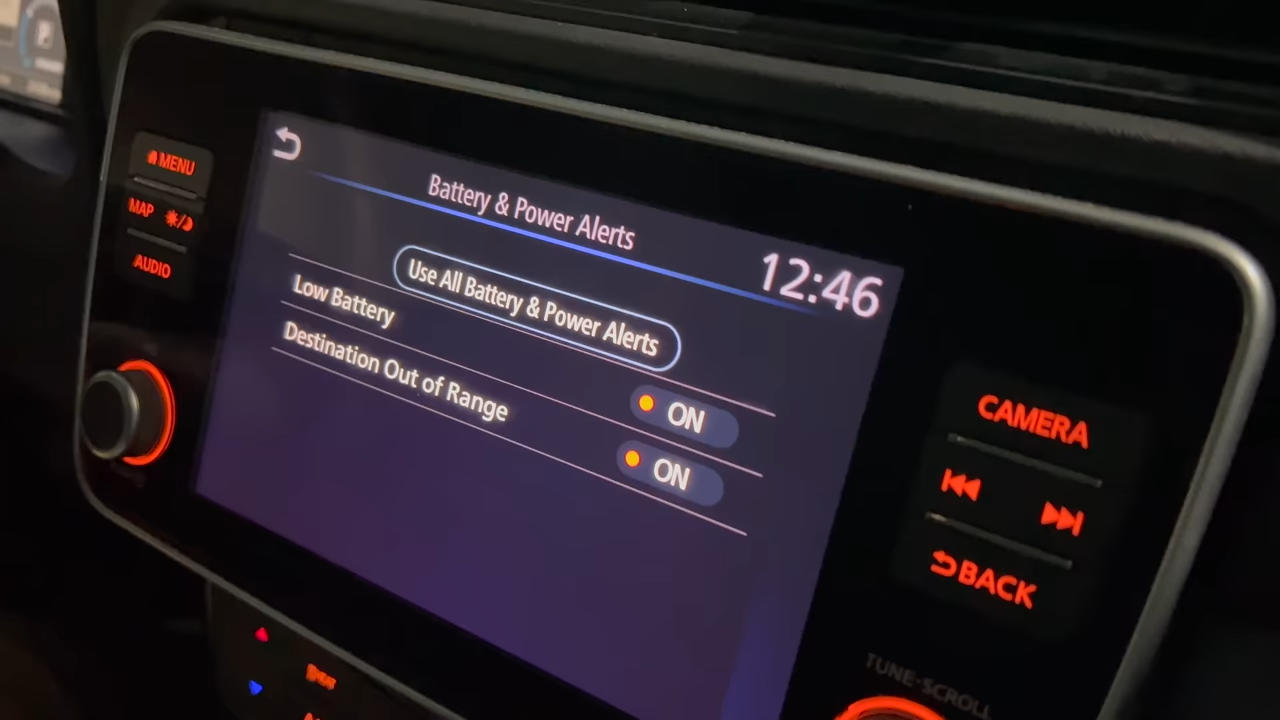 MENU
MAP
AUDIO
Battery & Power Alerts
12:46
Use All Battery & Power Alerts
Low Battery
ON
Destination Out of Range
ON
CAMERA
BACK
TUNE·SCROLL